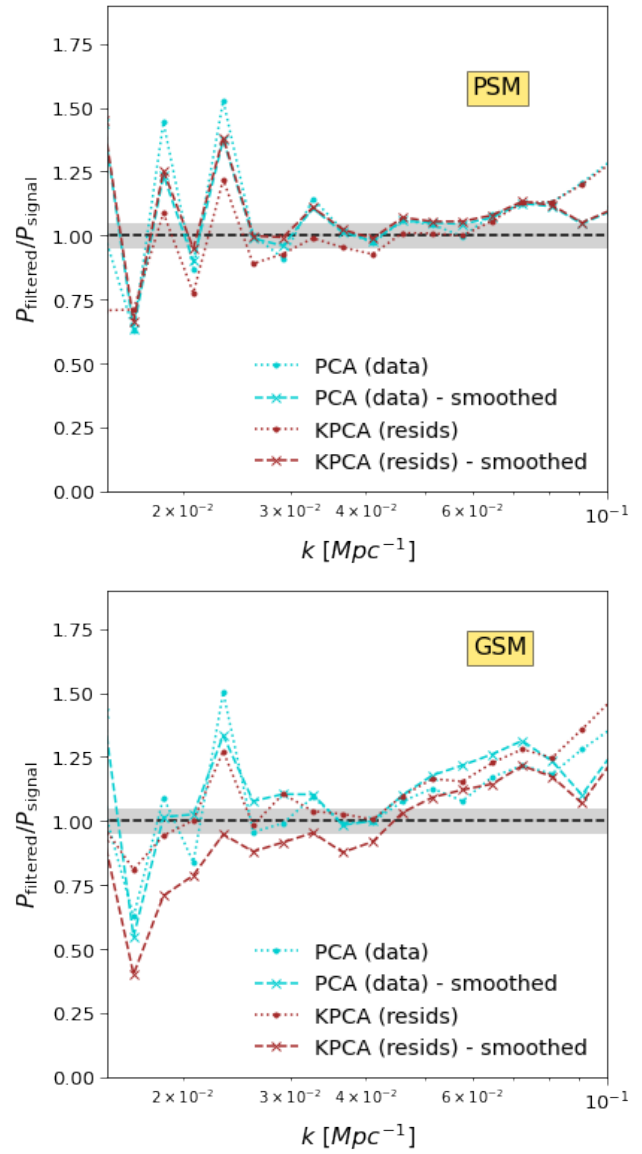 PSM
1.75
1.50
1.25
1.00
0.75
0.50
0.25
0.00
P_filtered/P_signal
PCA (data)
PCA (data) - smoothed
KPCA (resids)
KPCA (resids) - smoothed
2 × 10⁻² 3 × 10⁻² 4 × 10⁻² 6 × 10⁻² 10⁻¹
k [Mpc⁻¹]
GSM
1.75
1.50
1.25
1.00
0.75
0.50
0.25
0.00
P_filtered/P_signal
PCA (data)
PCA (data) - smoothed
KPCA (resids)
KPCA (resids) - smoothed
2 × 10⁻² 3 × 10⁻² 4 × 10⁻² 6 × 10⁻² 10⁻¹
k [Mpc⁻¹]